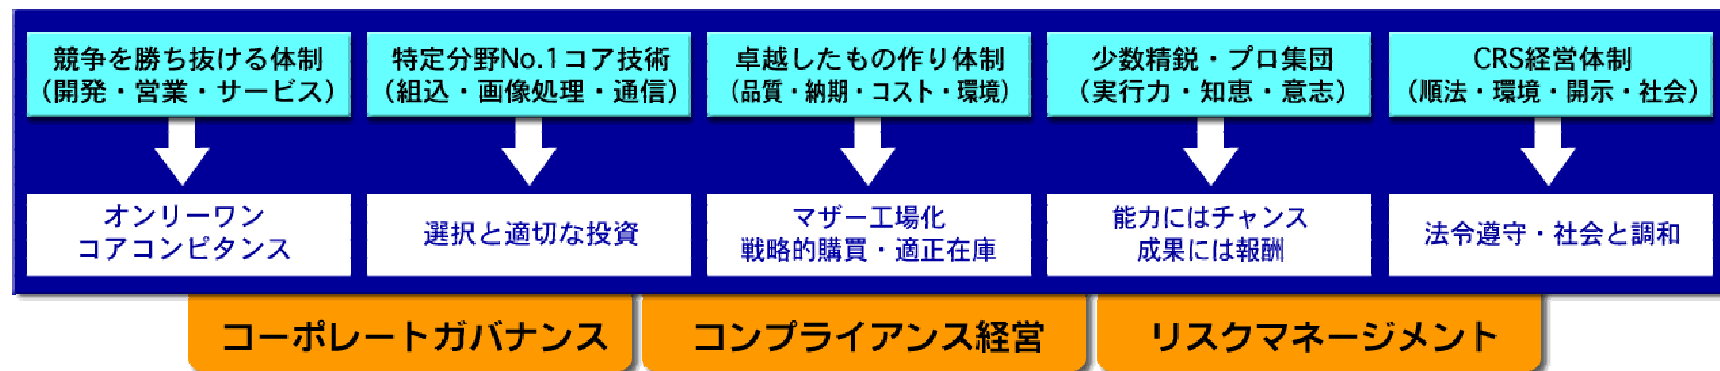 競争を勝ち抜ける体制
（開発・営業・サービス）
特定分野No.1コア技術
（組込・画像処理・通信）
卓越したもの作り体制
（品質・納期・コスト・環境）
少数精鋭・プロ集団
（実行力・知恵・意志）
CRS経営体制
（順法・環境・開示・社会）
オンリーワン
コアコンピタンス
選択と適切な投資
マザー工場化
戦略的購買・適正在庫
能力にはチャンス
成果には報酬
法令遵守・社会と調和
コーポレートガバナンス
コンプライアンス経営
リスクマネージメント